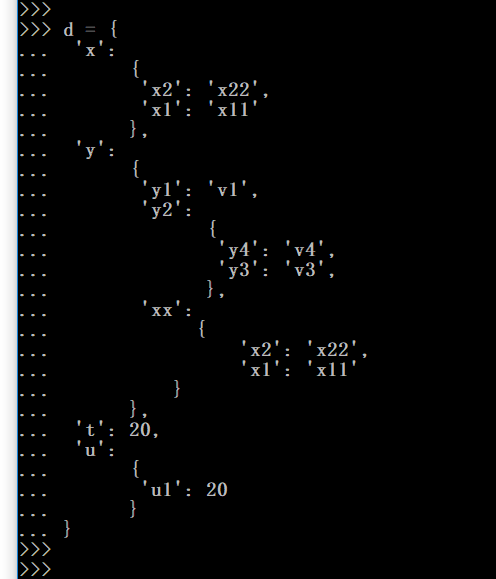 >>>
>>> d = {
...  'x':
...       {
...        'x2': 'x22',
...        'x1': 'x11'
...       },
...  'y':
...       {
...        'y1': 'v1',
...        'y2':
...              {
...               'y4': 'v4',
...               'y3': 'v3',
...              },
...        'xx':
...             {
...                 'x2': 'x22',
...                 'x1': 'x11'
...           }
...       },
...  't': 20,
...  'u':
...       {
...        'u1': 20
...       }
... }
>>>
>>>